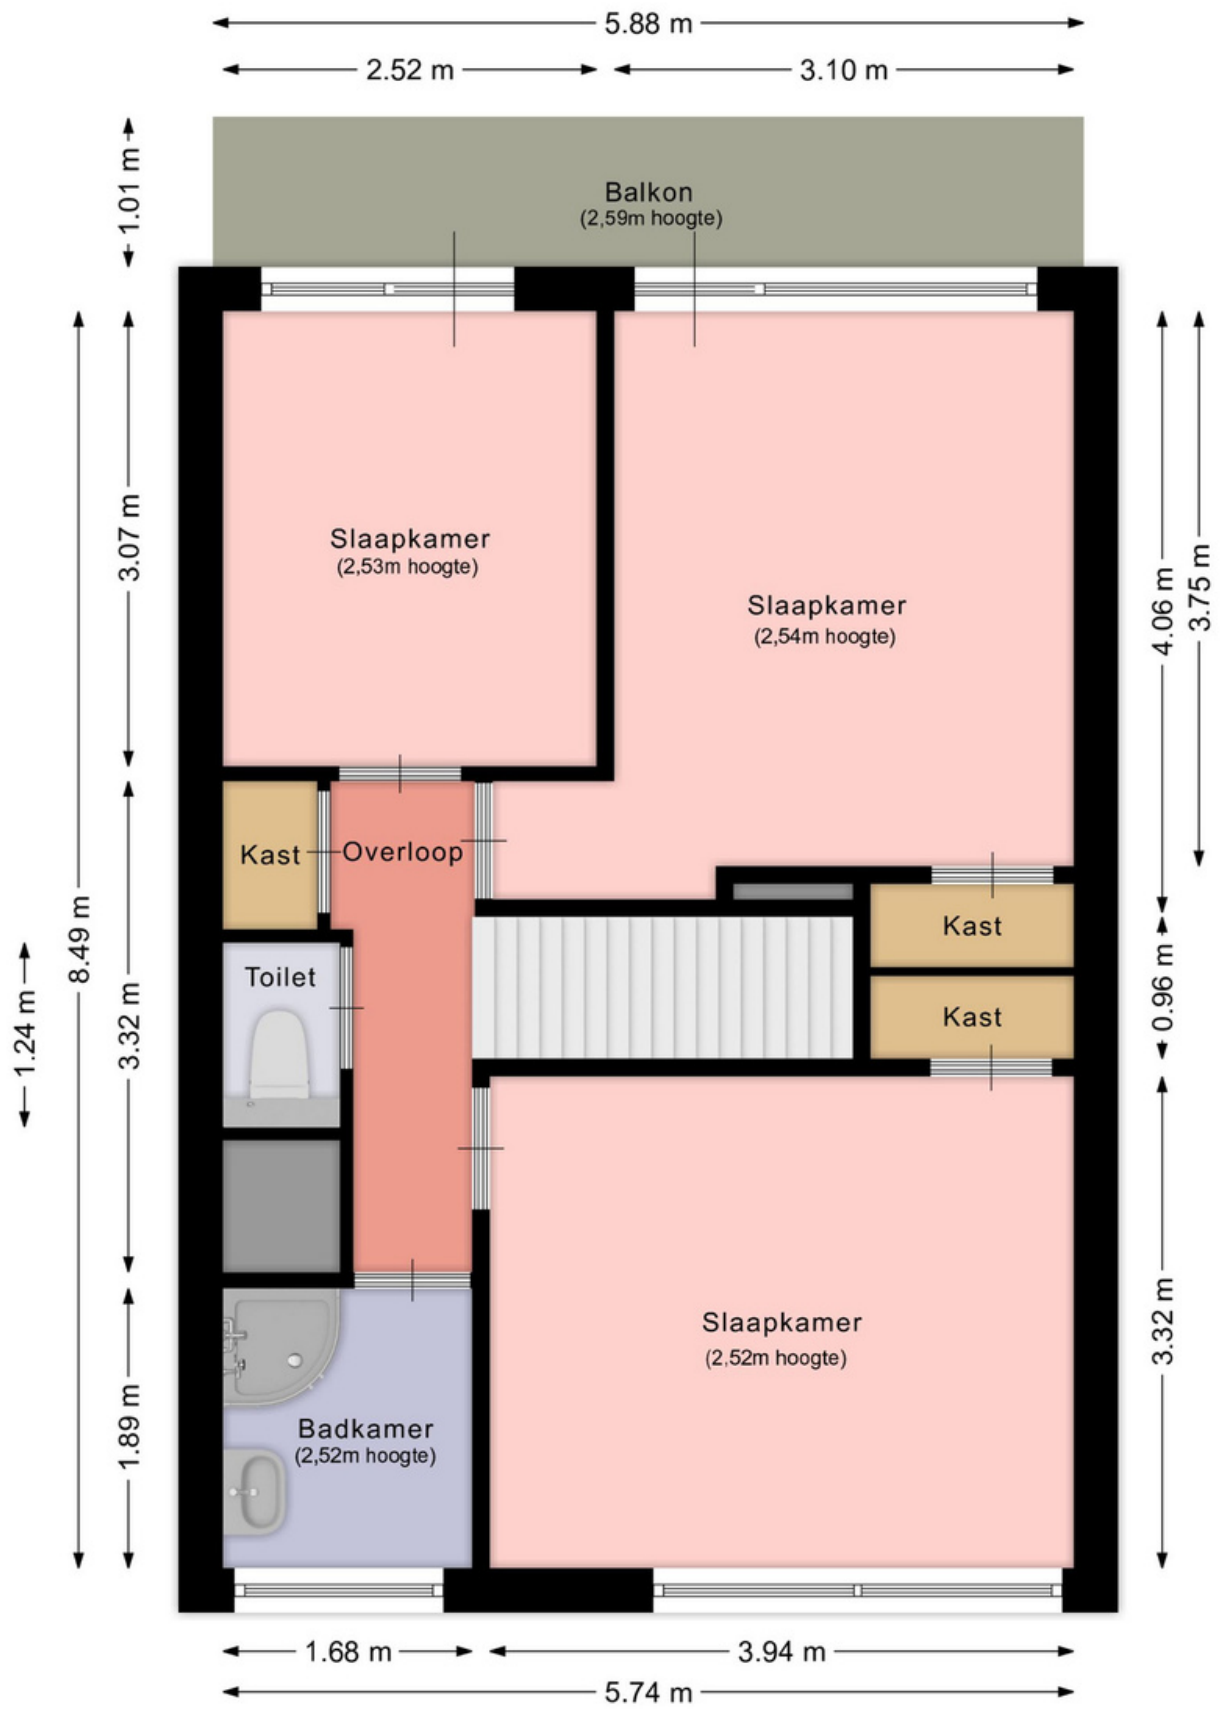 5.88 m
2.52 m
3.10 m
1.01 m
Balkon
(2,59m hoogte)
8.49 m
3.07 m
Slaapkamer
(2,53m hoogte)
Slaapkamer
(2,54m hoogte)
4.06 m
3.75 m
Kast
Overloop
Kast
Toilet
Kast
0.96 m
1.24 m
3.32 m
Slaapkamer
(2,52m hoogte)
3.32 m
Badkamer
(2,52m hoogte)
1.89 m
1.68 m
3.94 m
5.74 m